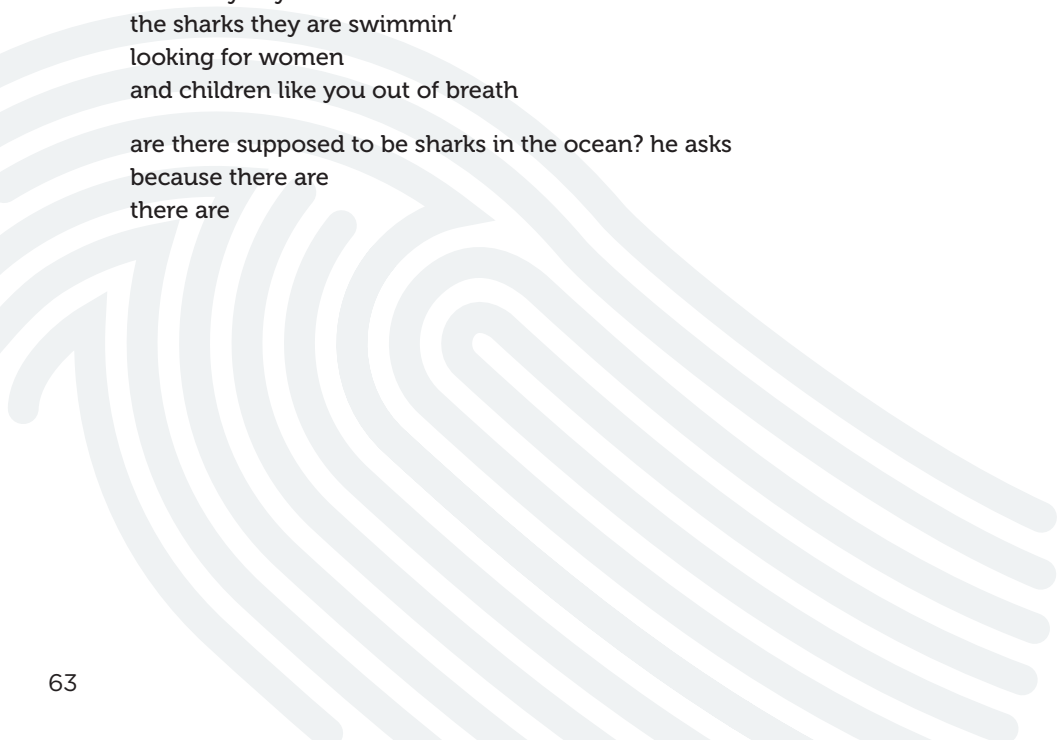 the sharks they are swimmin’
looking for women
and children like you out of breath
are there supposed to be sharks in the ocean? he asks
because there are
there are
63